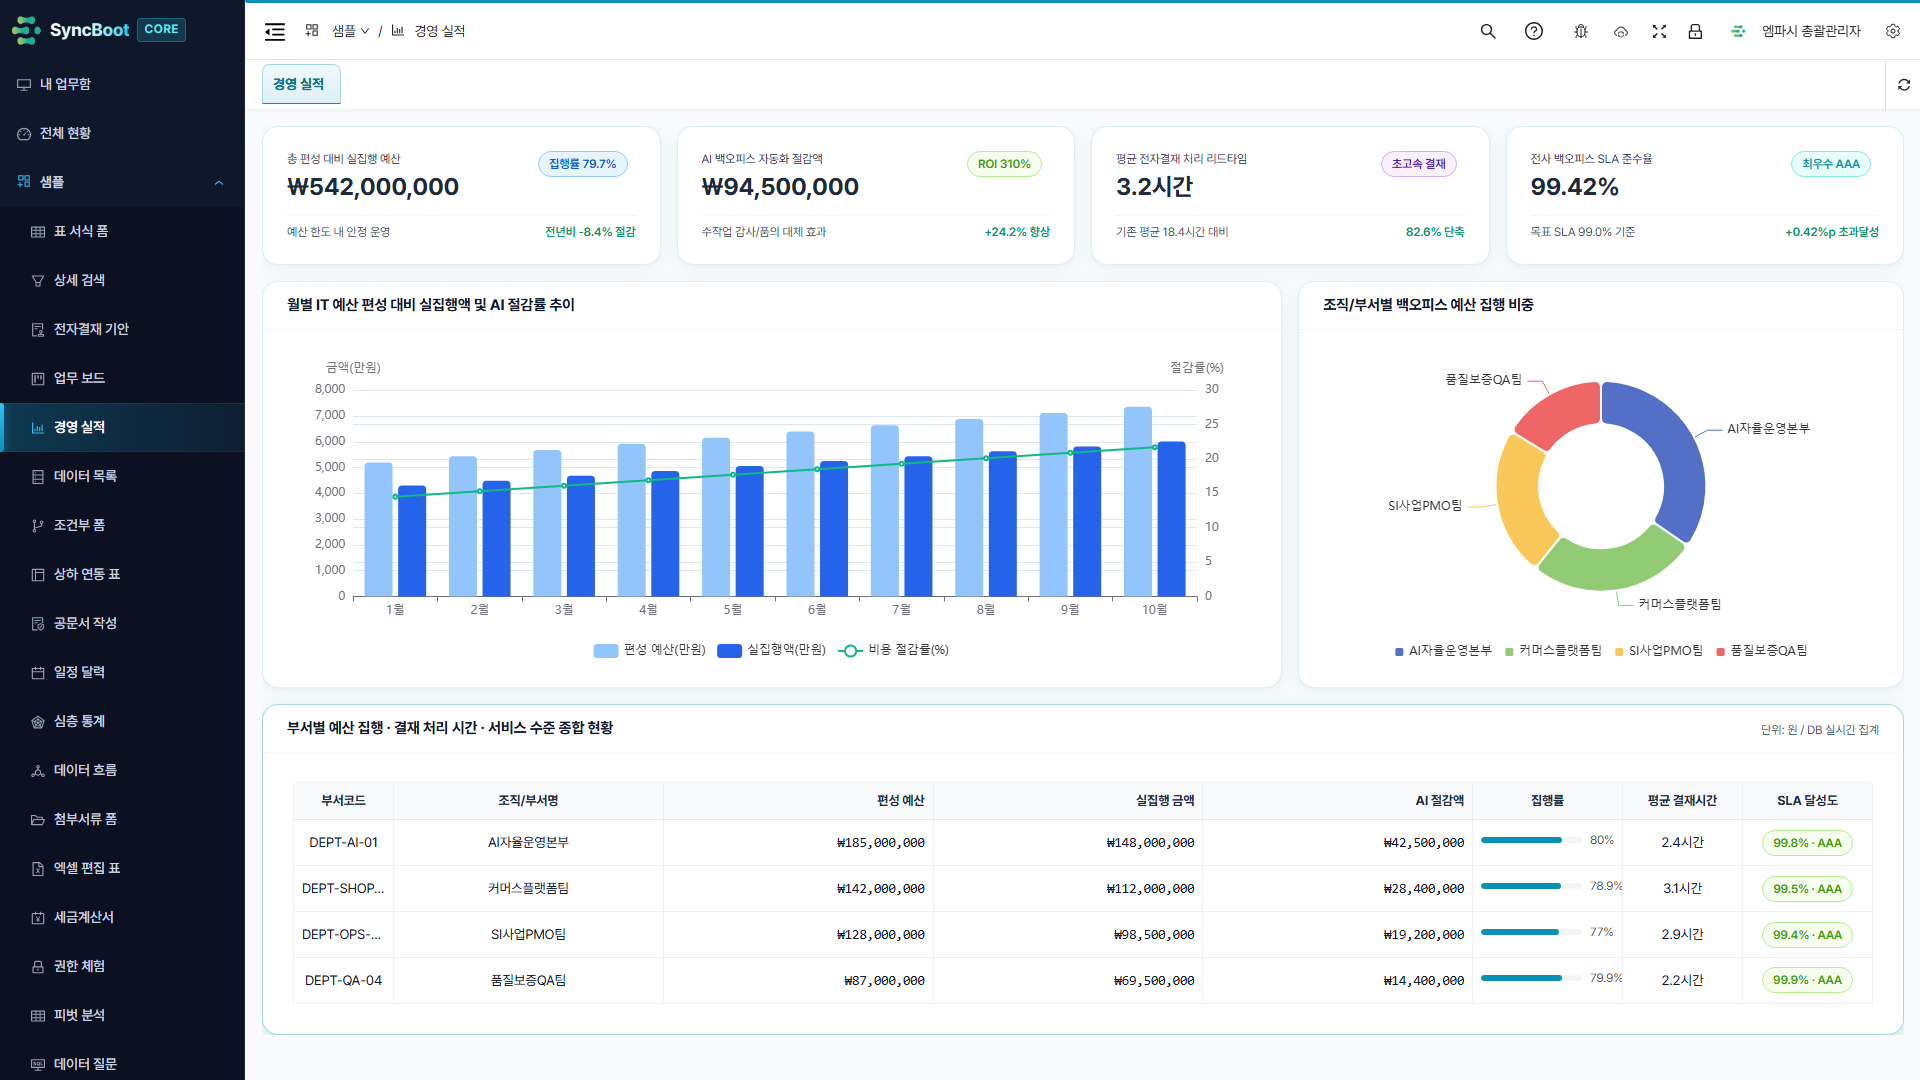 SyncBoot CORE
내 업무함
전체 현황
샘플
표 서식 폼
상세 검색
전자결재 기안
업무 보드
경영 실적
데이터 목록
조건부 폼
상하 연동 표
공문서 작성
일정 달력
심층 통계
데이터 흐름
첨부서류 폼
엑셀 편집 표
세금계산서
권한 체험
피벗 분석
데이터 질문
샘플 / 경영 실적
엠파시 총괄관리자
경영 실적
총 편성 대비 실집행 예산
집행률 79.7%
₩542,000,000
예산 한도 내 안정 운영
전년비 -8.4% 절감
AI 백오피스 자동화 절감액
ROI 310%
₩94,500,000
수작업 감사/품의 대체 효과
+24.2% 향상
평균 전자결재 처리 리드타임
초고속 결재
3.2시간
기존 평균 18.4시간 대비
82.6% 단축
전사 백오피스 SLA 준수율
최우수 AAA
99.42%
목표 SLA 99.0% 기준
+0.42%p 초과달성
월별 IT 예산 편성 대비 실집행액 및 AI 절감률 추이
금액(만원)
절감률(%)
8,000
7,000
6,000
5,000
4,000
3,000
2,000
1,000
0
30
25
20
15
10
5
0
1월 2월 3월 4월 5월 6월 7월 8월 9월 10월
편성 예산(만원) 실집행액(만원) 비용 절감률(%)
조직/부서별 백오피스 예산 집행 비중
품질보증QA팀
AI자율운영본부
SI사업PMO팀
커머스플랫폼팀
AI자율운영본부 커머스플랫폼팀 SI사업PMO팀 품질보증QA팀
부서별 예산 집행 · 결재 처리 시간 · 서비스 수준 종합 현황
단위: 원 / DB 실시간 집계
부서코드 조직/부서명 편성 예산 실집행 금액 AI 절감액 집행률 평균 결재시간 SLA 달성도
DEPT-AI-01 AI자율운영본부 ₩185,000,000 ₩148,000,000 ₩42,500,000 80% 2.4시간 99.8% · AAA
DEPT-SHOP... 커머스플랫폼팀 ₩142,000,000 ₩112,000,000 ₩28,400,000 78.9% 3.1시간 99.5% · AAA
DEPT-OPS-... SI사업PMO팀 ₩128,000,000 ₩98,500,000 ₩19,200,000 77% 2.9시간 99.4% · AAA
DEPT-QA-04 품질보증QA팀 ₩87,000,000 ₩69,500,000 ₩14,400,000 79.9% 2.2시간 99.9% · AAA